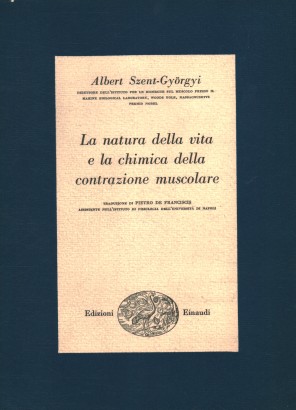 Albert Szent-Györgyi
DIRETTORE DELL'ISTITUTO PER LE RICERCHE SUL MUSCOLO PRESSO IL
MARINE BIOLOGICAL LABORATORY, WOODS HOLE, MASSACHUSETTS
PREMIO NOBEL
La natura della vita
e la chimica della
contrazione muscolare
TRADUZIONE DI PIETRO DE FRANCISCIS
ASSISTENTE NELL'ISTITUTO DI FISIOLOGIA DELL'UNIVERSITÀ DI NAPOLI
Edizioni Einaudi